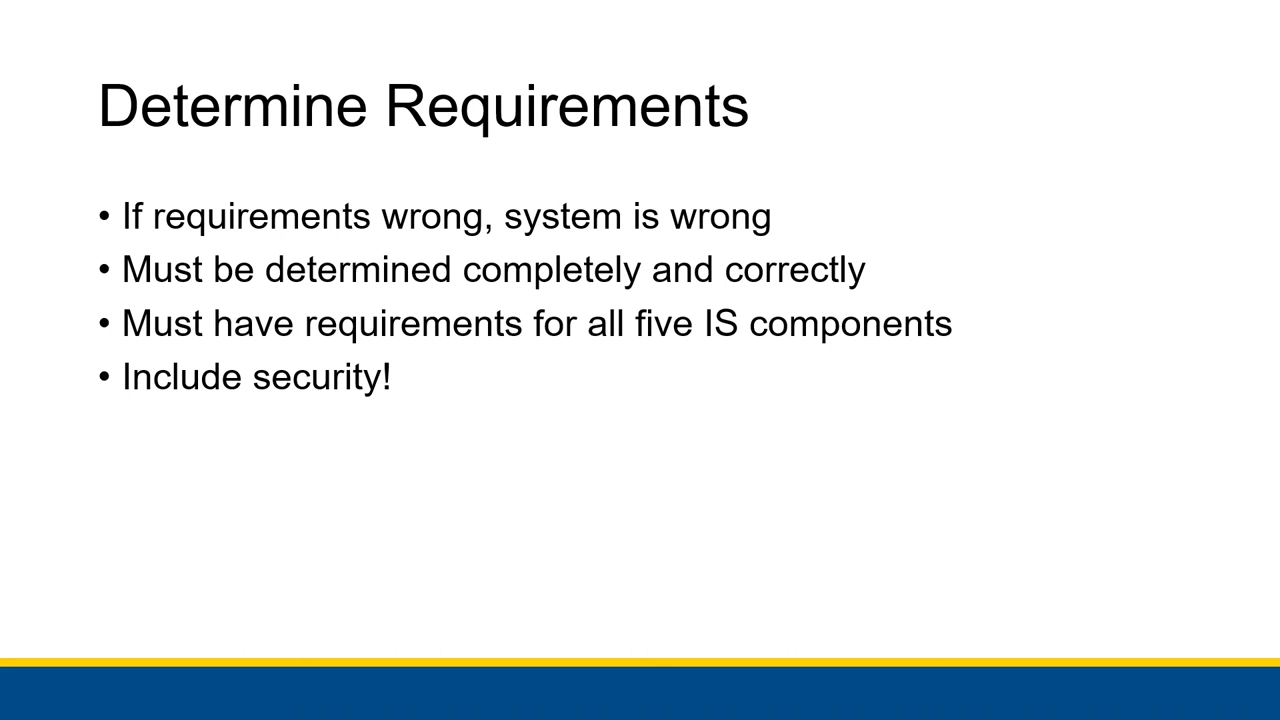 Determine Requirements
• If requirements wrong, system is wrong
• Must be determined completely and correctly
• Must have requirements for all five IS components
• Include security!